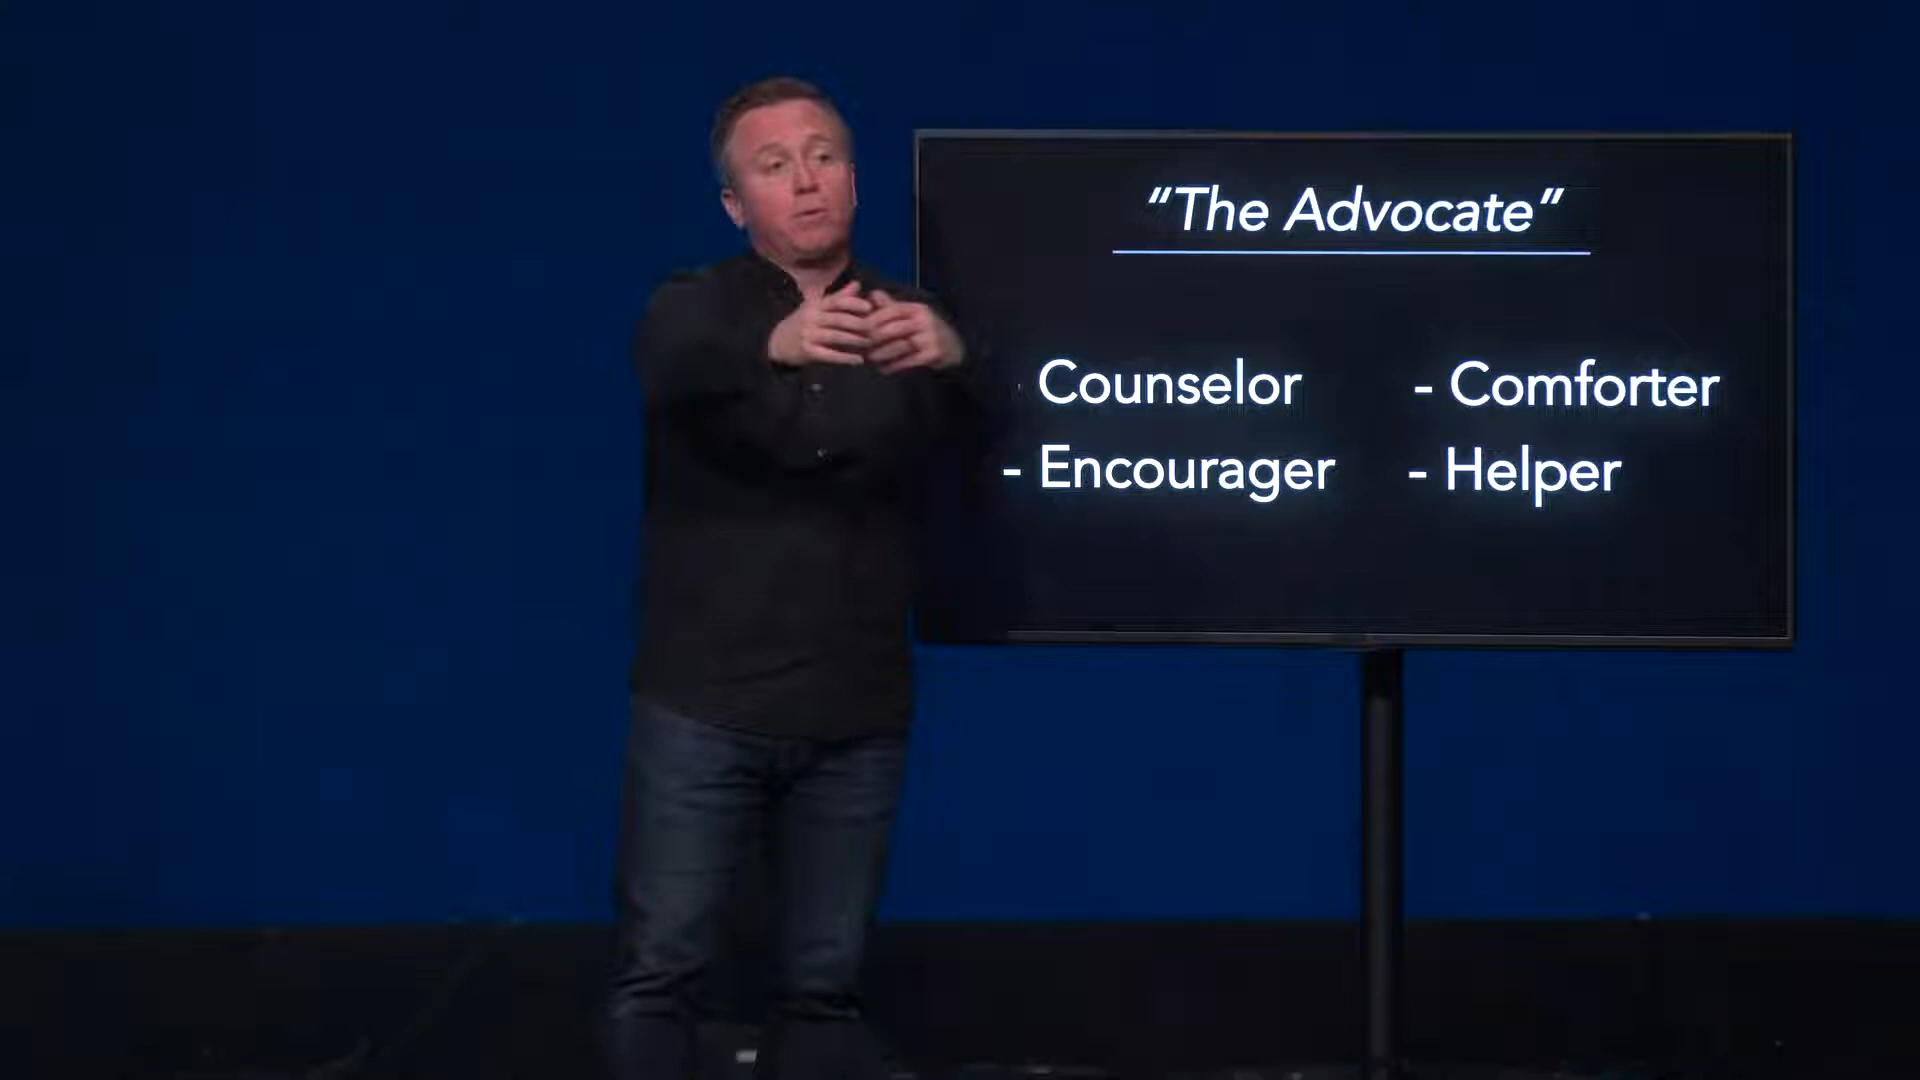 “The Advocate”
Counselor - Comforter
- Encourager - Helper